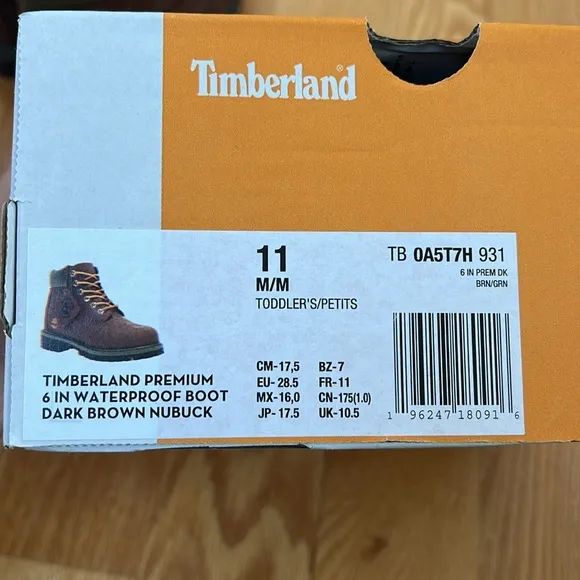 Timberland®
11
M/M
TODDLER'S/PETITS
TB 0A5T7H 931
6 IN PREM DK
BRN/GRN
TIMBERLAND PREMIUM
6 IN WATERPROOF BOOT
DARK BROWN NUBUCK
CM-17,5 BZ-7
EU-28.5 FR-11
MX-16,0 CN-175(1.0)
JP-17.5 UK-10.5
1 96247 18091 6